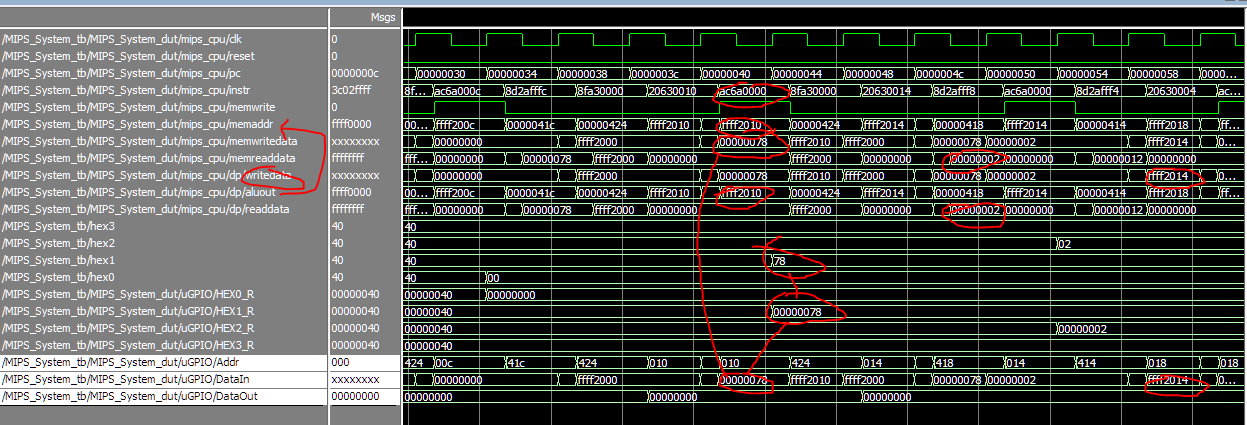 Msgs
/MIPS_System_tb/MIPS_System_dut/mips_cpu/clk 0
/MIPS_System_tb/MIPS_System_dut/mips_cpu/reset 0
/MIPS_System_tb/MIPS_System_dut/mips_cpu/pc 0000000c 00000030 00000034 00000038 0000003c 00000040 00000044 00000048 0000004c 00000050 00000054 00000058 0000...
/MIPS_System_tb/MIPS_System_dut/mips_cpu/instr 3c02ffff 8f... ac6a000c 8d2afffc 8fa30000 20630010 ac6a0000 8fa30000 20630014 8d2afff8 ac6a0000 8d2afff4 20630004 a...
/MIPS_System_tb/MIPS_System_dut/mips_cpu/memwrite 0
/MIPS_System_tb/MIPS_System_dut/mips_cpu/memaddr ffff0000 00... ffff200c 0000041c 00000424 ffff2010 ffff2010 00000424 ffff2014 00000418 ffff2014 00000414 ffff2018 ff...
/MIPS_System_tb/MIPS_System_dut/mips_cpu/memwritedata xxxxxxxx 00000000 ffff2000 00000078 ffff2010 ffff2000 00000078 00000002 ffff2014 0...
/MIPS_System_tb/MIPS_System_dut/mips_cpu/memreaddata ffffffff fff... 00000000 00000078 ffff2000 00000000 ffff2000 00000000 00000002 00000000 00000012 00000000
/MIPS_System_tb/MIPS_System_dut/mips_cpu/dp/writedata xxxxxxxx 00000000 ffff2000 00000078 ffff2010 ffff2000 00000078 00000002 ffff2014 0...
/MIPS_System_tb/MIPS_System_dut/mips_cpu/dp/aluout ffff0000 00... ffff200c 0000041c 00000424 ffff2010 ffff2010 00000424 ffff2014 00000418 ffff2014 00000414 ffff2018 ff...
/MIPS_System_tb/MIPS_System_dut/mips_cpu/dp/readdata ffffffff fff... 00000000 00000078 ffff2000 00000000 ffff2000 00000000 00000002 00000000 00000012 00000000
/MIPS_System_tb/MIPS_System_dut/hex3 40 40
/MIPS_System_tb/MIPS_System_dut/hex2 40 40 02
/MIPS_System_tb/MIPS_System_dut/hex1 40 40 78
/MIPS_System_tb/MIPS_System_dut/hex0 40 40 00
/MIPS_System_tb/MIPS_System_dut/uGPIO/HEX0_R 00000040 00000040 00000000
/MIPS_System_tb/MIPS_System_dut/uGPIO/HEX1_R 00000040 00000040 00000078
/MIPS_System_tb/MIPS_System_dut/uGPIO/HEX2_R 00000040 00000040 00000002
/MIPS_System_tb/MIPS_System_dut/uGPIO/HEX3_R 00000040 00000040
/MIPS_System_tb/MIPS_System_dut/uGPIO/Addr 000 424 00c 41c 424 010 010 424 014 418 014 414 018 018
/MIPS_System_tb/MIPS_System_dut/uGPIO/DataIn xxxxxxxx 00000000 ffff2000 00000078 ffff2010 ffff2000 00000078 00000002 ffff2014 0...
/MIPS_System_tb/MIPS_System_dut/uGPIO/DataOut 00000000 00000000 00000000 00000000